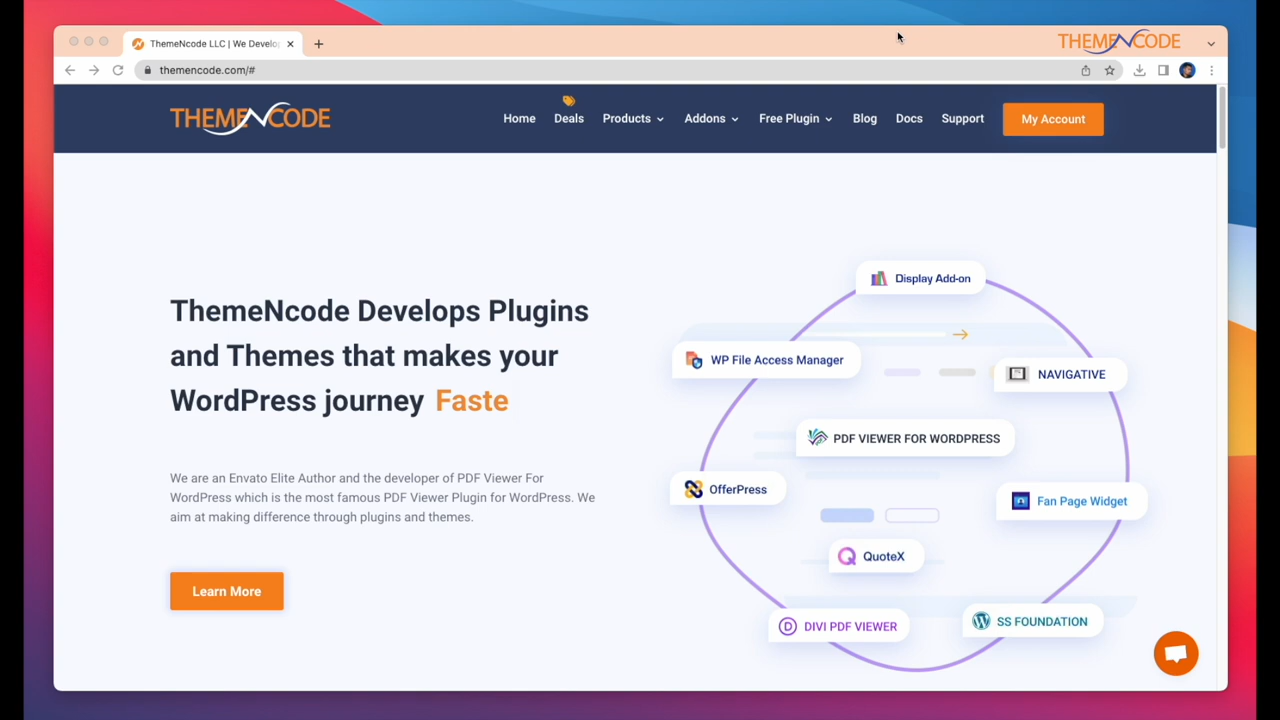 ThemeNcode LLC | We Develo
THEMENCODE
themencode.com/#
THEMENCODE
Home
Deals
Products
Addons
Free Plugin
Blog
Docs
Support
My Account
ThemeNcode Develops Plugins
and Themes that makes your
WordPress journey Faste
We are an Envato Elite Author and the developer of PDF Viewer For
WordPress which is the most famous PDF Viewer Plugin for WordPress. We
aim at making difference through plugins and themes.
Learn More
Display Add-on
WP File Access Manager
NAVIGATIVE
PDF VIEWER FOR WORDPRESS
OfferPress
Fan Page Widget
QuoteX
DIVI PDF VIEWER
SS FOUNDATION